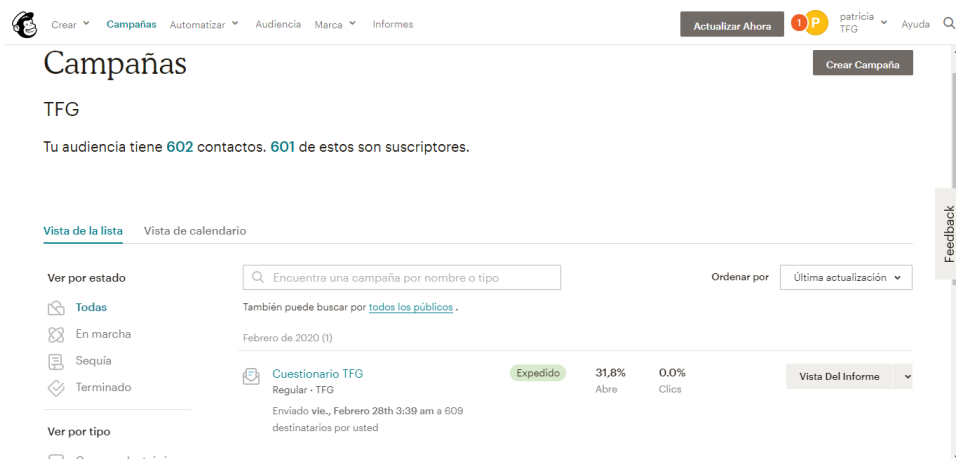 Crear Campañas Automatizar Audiencia Marca Informes Actualizar Ahora 1 P patricia TFG Ayuda
Campañas Crear Campaña
TFG
Tu audiencia tiene 602 contactos. 601 de estos son suscriptores.
Feedback
Vista de la lista Vista de calendario
Ver por estado Encuentra una campaña por nombre o tipo Ordenar por Última actualización
Todas También puede buscar por todos los públicos .
En marcha Febrero de 2020 (1)
Sequía
Cuestionario TFG Expedido 31,8% 0.0% Vista Del Informe
Terminado Regular · TFG Abre Clics
Enviado vie., Febrero 28th 3:39 am a 609
destinatarios por usted
Ver por tipo